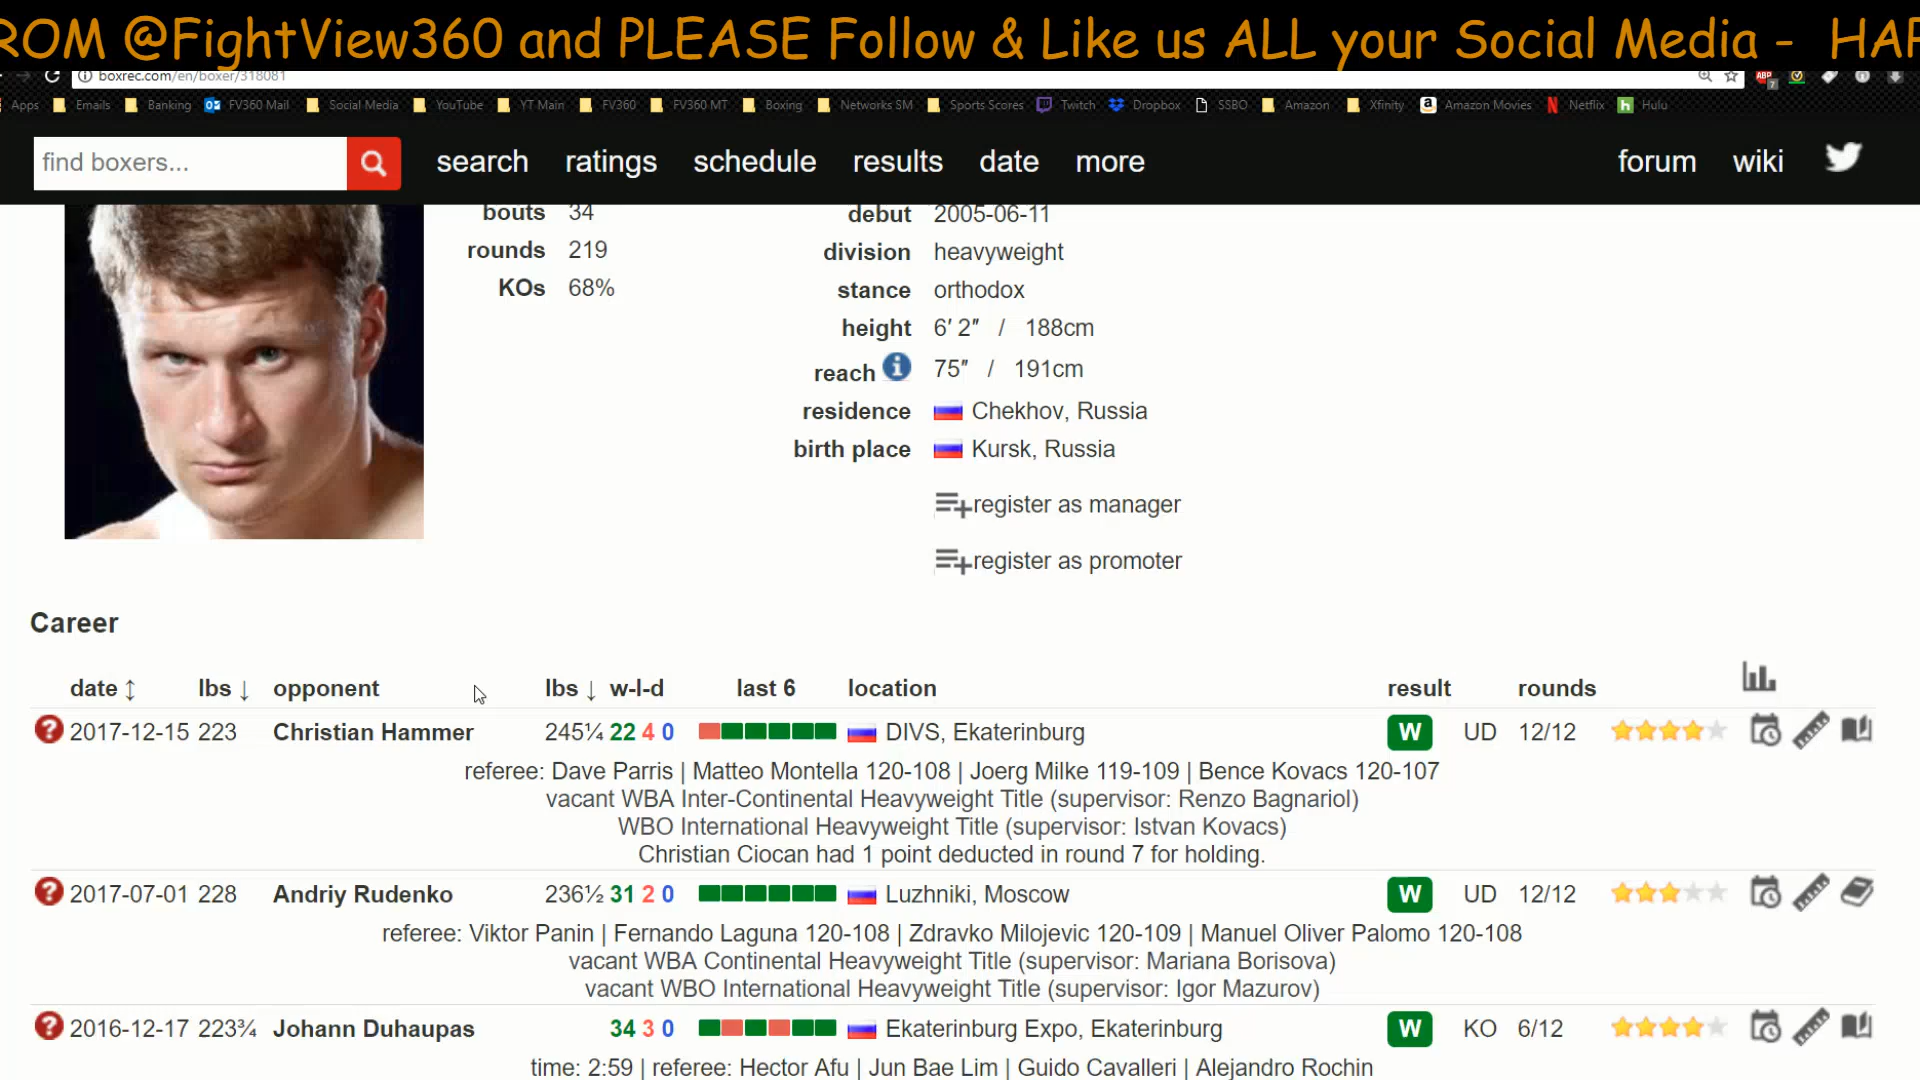 ROM @FightView360 and PLEASE Follow & Like us ALL your Social Media - HAP
boxrec.com/en/boxer/318081
Apps Emails Banking FV360 Mail Social Media YouTube YT Main FV360 FV360 MT Boxing Networks SM Sports Scores Twitch Dropbox SSBO Amazon Xfinity Amazon Movies Netflix Hulu
find boxers... search ratings schedule results date more forum wiki
bouts 34 debut 2005-06-11
rounds 219 division heavyweight
KOs 68% stance orthodox
height 6′ 2″ / 188cm
reach 75″ / 191cm
residence Chekhov, Russia
birth place Kursk, Russia
register as manager
register as promoter
Career
date ↕ lbs ↓ opponent lbs ↓ w-l-d last 6 location result rounds
2017-12-15 223 Christian Hammer 245¼ 22 4 0 DIVS, Ekaterinburg W UD 12/12
referee: Dave Parris | Matteo Montella 120-108 | Joerg Milke 119-109 | Bence Kovacs 120-107
vacant WBA Inter-Continental Heavyweight Title (supervisor: Renzo Bagnariol)
WBO International Heavyweight Title (supervisor: Istvan Kovacs)
Christian Ciocan had 1 point deducted in round 7 for holding.
2017-07-01 228 Andriy Rudenko 236½ 31 2 0 Luzhniki, Moscow W UD 12/12
referee: Viktor Panin | Fernando Laguna 120-108 | Zdravko Milojevic 120-109 | Manuel Oliver Palomo 120-108
vacant WBA Continental Heavyweight Title (supervisor: Mariana Borisova)
vacant WBO International Heavyweight Title (supervisor: Igor Mazurov)
2016-12-17 223¾ Johann Duhaupas 34 3 0 Ekaterinburg Expo, Ekaterinburg W KO 6/12
time: 2:59 | referee: Hector Afu | Jun Bae Lim | Guido Cavalleri | Alejandro Rochin